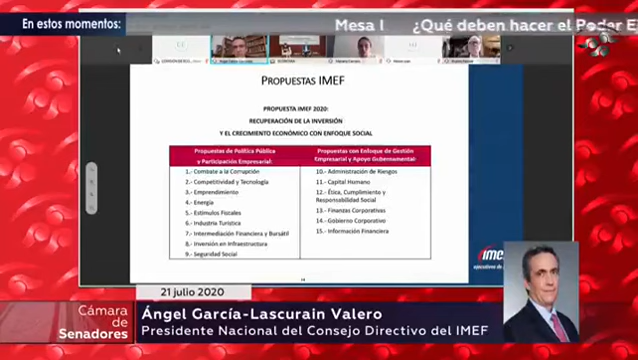 En estos momentos:
Mesa I ¿Qué deben hacer el Poder E
PROPUESTAS IMEF
PROPUESTA IMEF 2020:
RECUPERACIÓN DE LA INVERSIÓN
Y EL CRECIMIENTO ECONÓMICO CON ENFOQUE SOCIAL
Propuestas de Política Pública
y Participación Empresarial:
1.- Combate a la Corrupción
2.- Competitividad y Tecnología
3.- Emprendimiento
4.- Energía
5.- Estímulos Fiscales
6.- Industria Turística
7.- Intermediación Financiera y Bursátil
8.- Inversión en Infraestructura
9.- Seguridad Social
Propuestas con Enfoque de Gestión
Empresarial y Apoyo Gubernamental:
10.- Administración de Riesgos
11.- Capital Humano
12.- Ética, Cumplimiento y
Responsabilidad Social
13.- Finanzas Corporativas
14.- Gobierno Corporativo
15.- Información Financiera
21 julio 2020
Cámara
de
Senadores
Ángel García-Lascurain Valero
Presidente Nacional del Consejo Directivo del IMEF